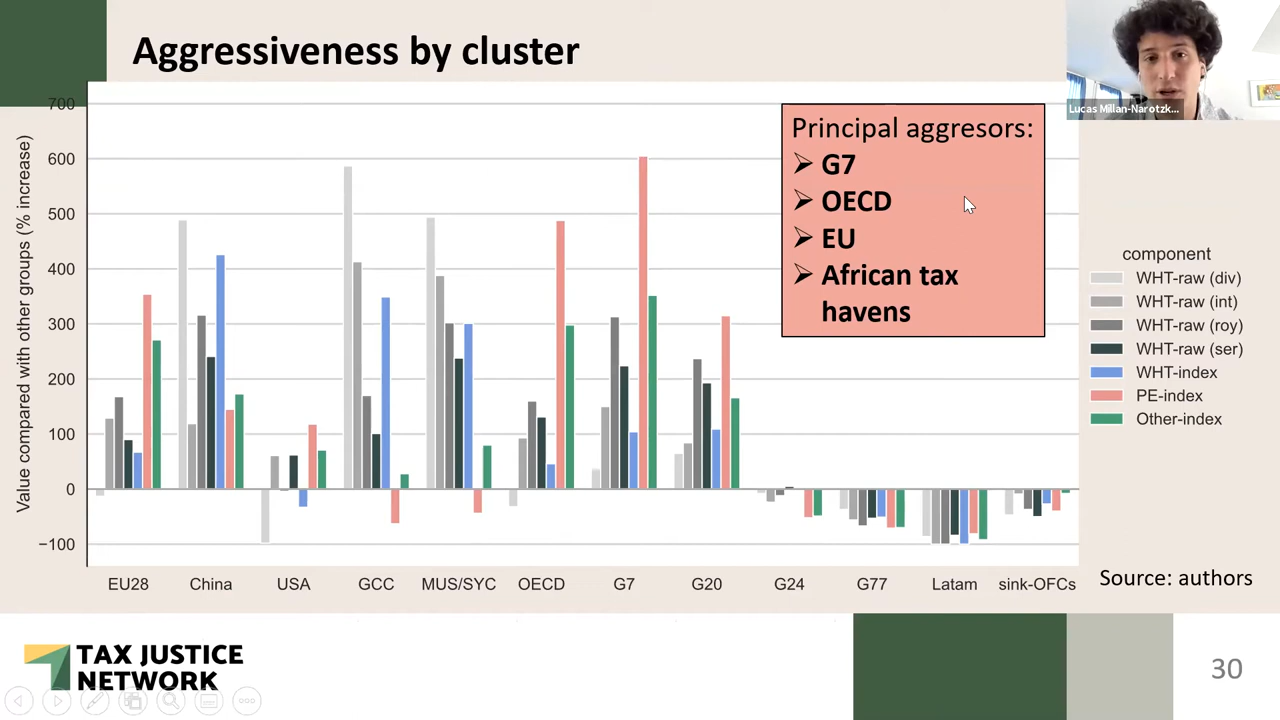 Aggressiveness by cluster
Lucas Millan-Narotzk...
Value compared with other groups (% increase)
700
600
500
400
300
200
100
0
−100
EU28
China
USA
GCC
MUS/SYC
OECD
G7
G20
G24
G77
Latam
sink-OFCs
Principal aggresors:
G7
OECD
EU
African tax
havens
component
WHT-raw (div)
WHT-raw (int)
WHT-raw (roy)
WHT-raw (ser)
WHT-index
PE-index
Other-index
Source: authors
TAX JUSTICE
NETWORK
30